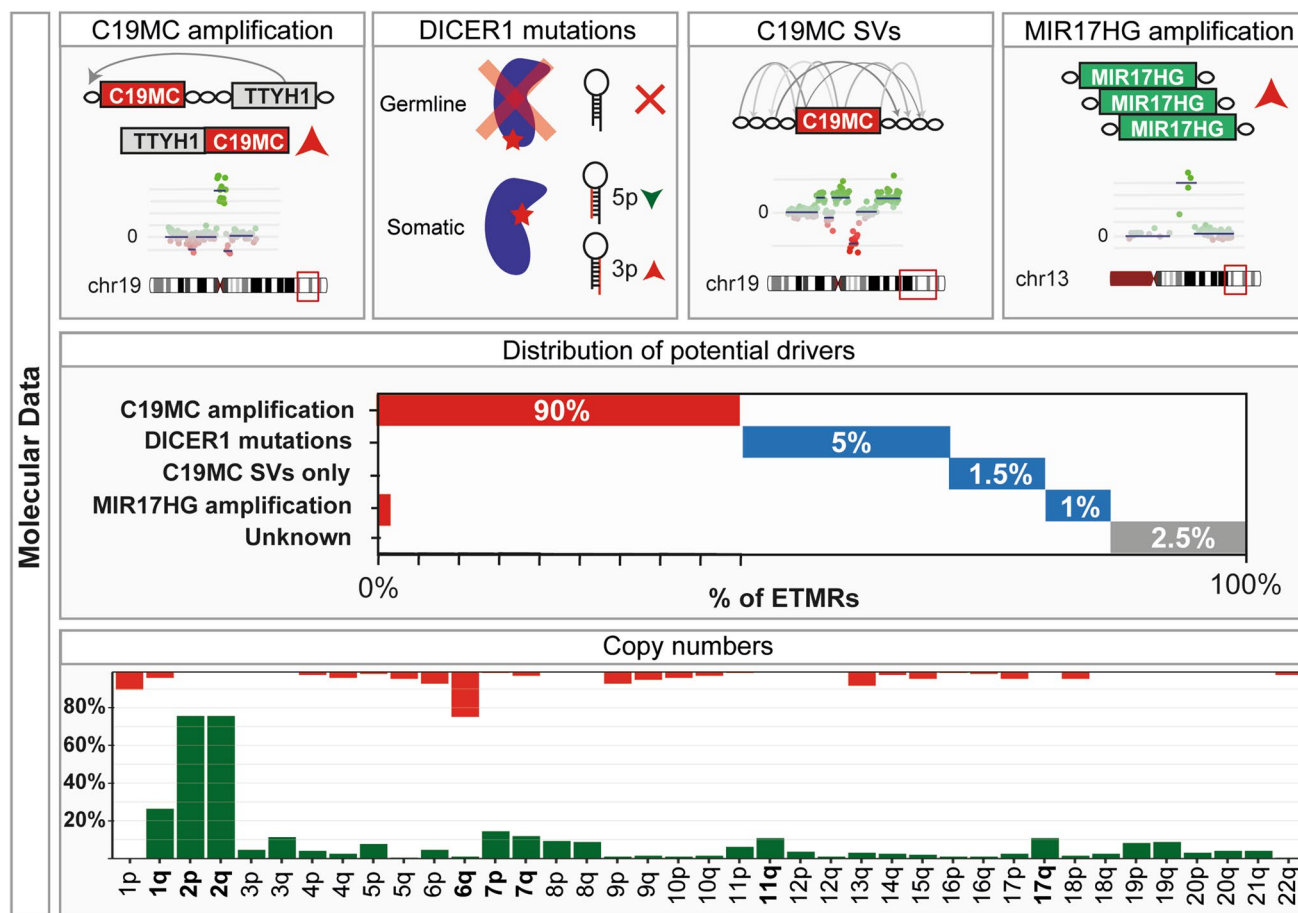 Molecular Data
C19MC amplification
C19MC
TTYH1
TTYH1
C19MC
0
chr19
DICER1 mutations
Germline
Somatic
5p
3p
C19MC SVs
C19MC
0
chr19
MIR17HG amplification
MIR17HG
MIR17HG
MIR17HG
0
chr13
Distribution of potential drivers
C19MC amplification
90%
DICER1 mutations
5%
C19MC SVs only
1.5%
MIR17HG amplification
1%
Unknown
2.5%
0%
100%
% of ETMRs
Copy numbers
80%
60%
40%
20%
1p 1q 2p 2q 3p 3q 4p 4q 5p 5q 6p 6q 7p 7q 8p 8q 9p 9q 10p 10q 11p 11q 12p 12q 13q 14q 15q 16p 16q 17p 17q 18p 18q 19p 19q 20p 20q 21q 22q